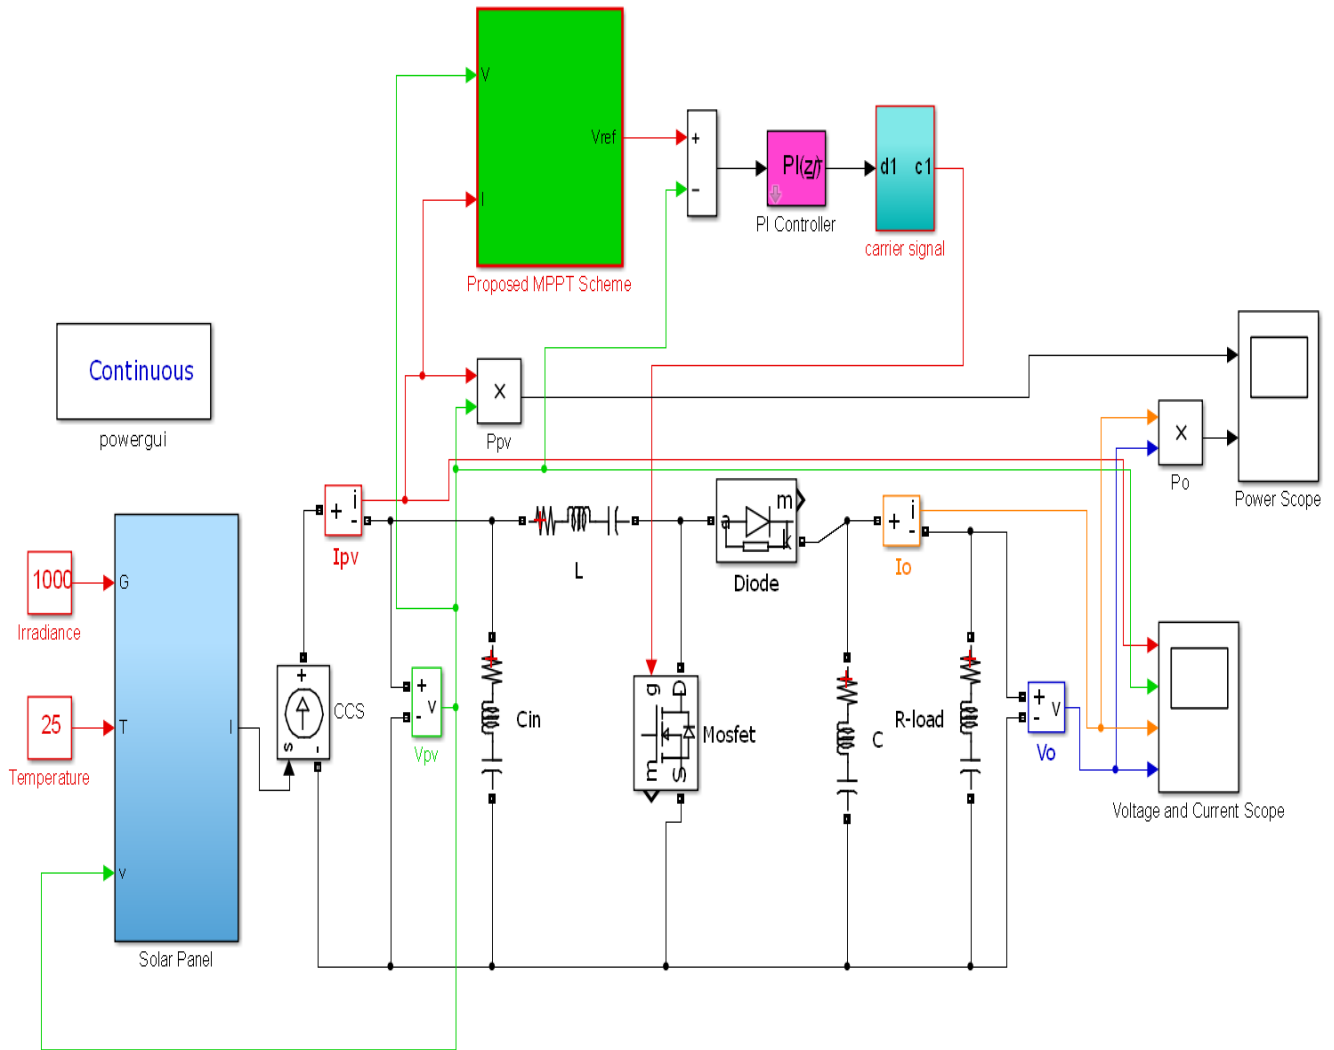 V
Vref
I
Proposed MPPT Scheme
+
−
PI(z)
PI Controller
d1 c1
carrier signal
Continuous
powergui
×
Ppv
×
Po
Power Scope
+ i -
Ipv
L
a m k
Diode
+ i -
Io
1000
Irradiance
G
25
Temperature
T
I
v
Solar Panel
+
s -
CCS
+ v -
Vpv
Cin
g D
m S
Mosfet
C
R-load
+ v -
Vo
Voltage and Current Scope